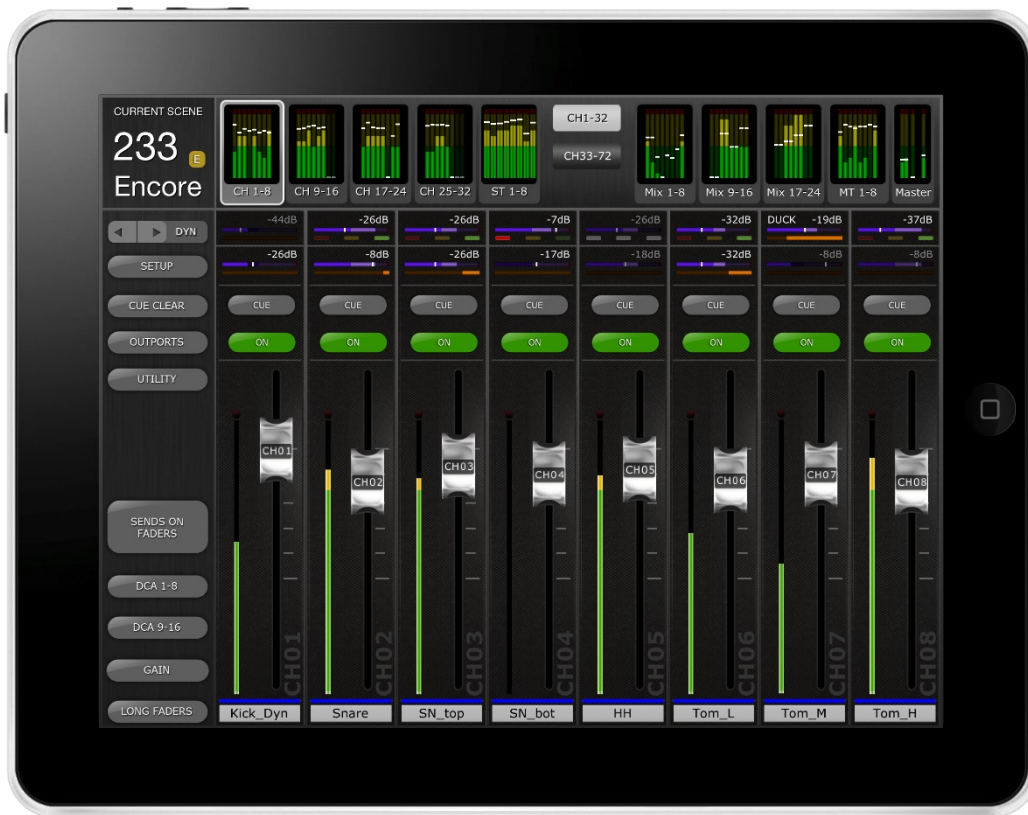 CURRENT SCENE
233 E
Encore
CH 1-8 CH 9-16 CH 17-24 CH 25-32 ST 1-8
CH1-32
CH33-72
Mix 1-8 Mix 9-16 Mix 17-24 MT 1-8 Master
DYN
-44dB -26dB -26dB -7dB -26dB -32dB DUCK -19dB -37dB
SETUP
-26dB -8dB -26dB -17dB -18dB -32dB -8dB -8dB
CUE CLEAR
CUE CUE CUE CUE CUE CUE CUE CUE
OUTPORTS
ON ON ON ON ON ON ON ON
UTILITY
CH01 CH02 CH03 CH04 CH05 CH06 CH07 CH08
SENDS ON
FADERS
DCA 1-8
DCA 9-16
GAIN
CH01 CH02 CH03 CH04 CH05 CH06 CH07 CH08
LONG FADERS
Kick_Dyn Snare SN_top SN_bot HH Tom_L Tom_M Tom_H